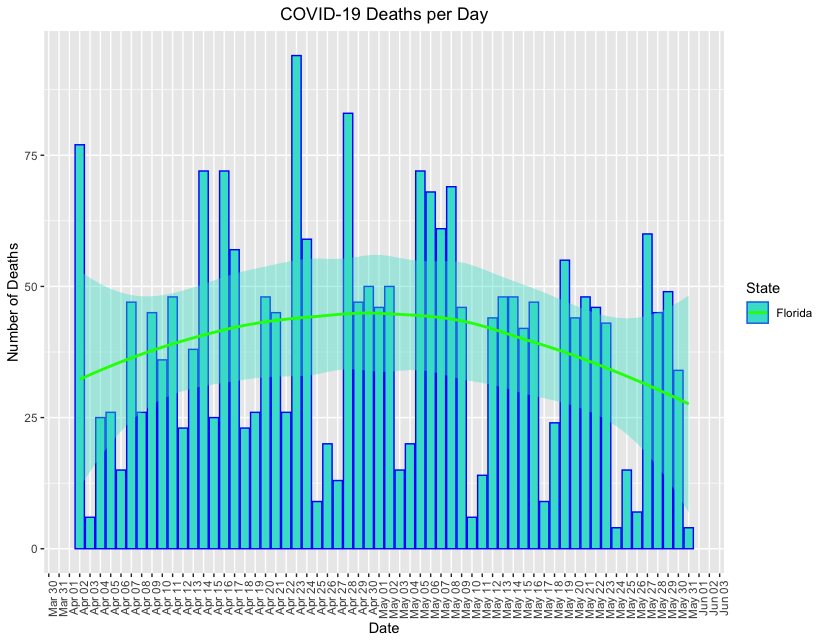 COVID-19 Deaths per Day
Number of Deaths
75
50
25
0
Mar 30
Mar 31
Apr 01
Apr 02
Apr 03
Apr 04
Apr 05
Apr 06
Apr 07
Apr 08
Apr 09
Apr 10
Apr 11
Apr 12
Apr 13
Apr 14
Apr 15
Apr 16
Apr 17
Apr 18
Apr 19
Apr 20
Apr 21
Apr 22
Apr 23
Apr 24
Apr 25
Apr 26
Apr 27
Apr 28
Apr 29
Apr 30
May 01
May 02
May 03
May 04
May 05
May 06
May 07
May 08
May 09
May 10
May 11
May 12
May 13
May 14
May 15
May 16
May 17
May 18
May 19
May 20
May 21
May 22
May 23
May 24
May 25
May 26
May 27
May 28
May 29
May 30
May 31
Jun 01
Jun 02
Jun 03
Date
State
Florida